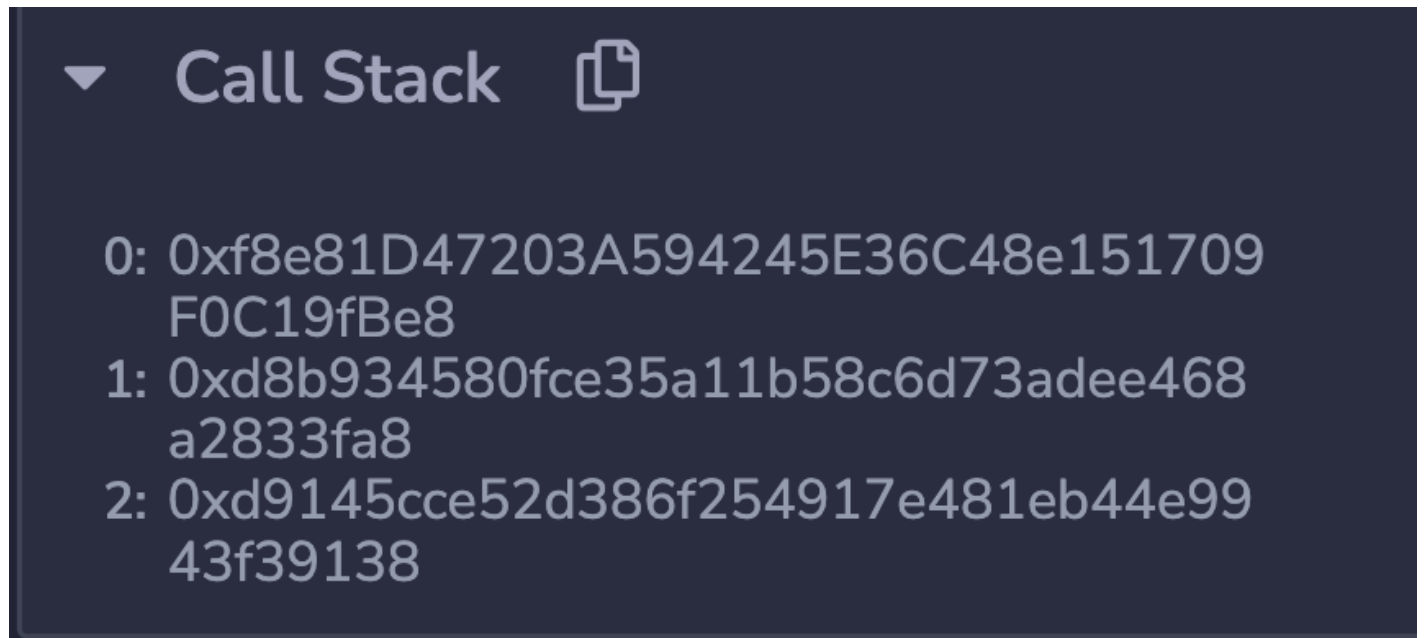 Call Stack
0: 0xf8e81D47203A594245E36C48e151709
F0C19fBe8
1: 0xd8b934580fce35a11b58c6d73adee468
a2833fa8
2: 0xd9145cce52d386f254917e481eb44e99
43f39138